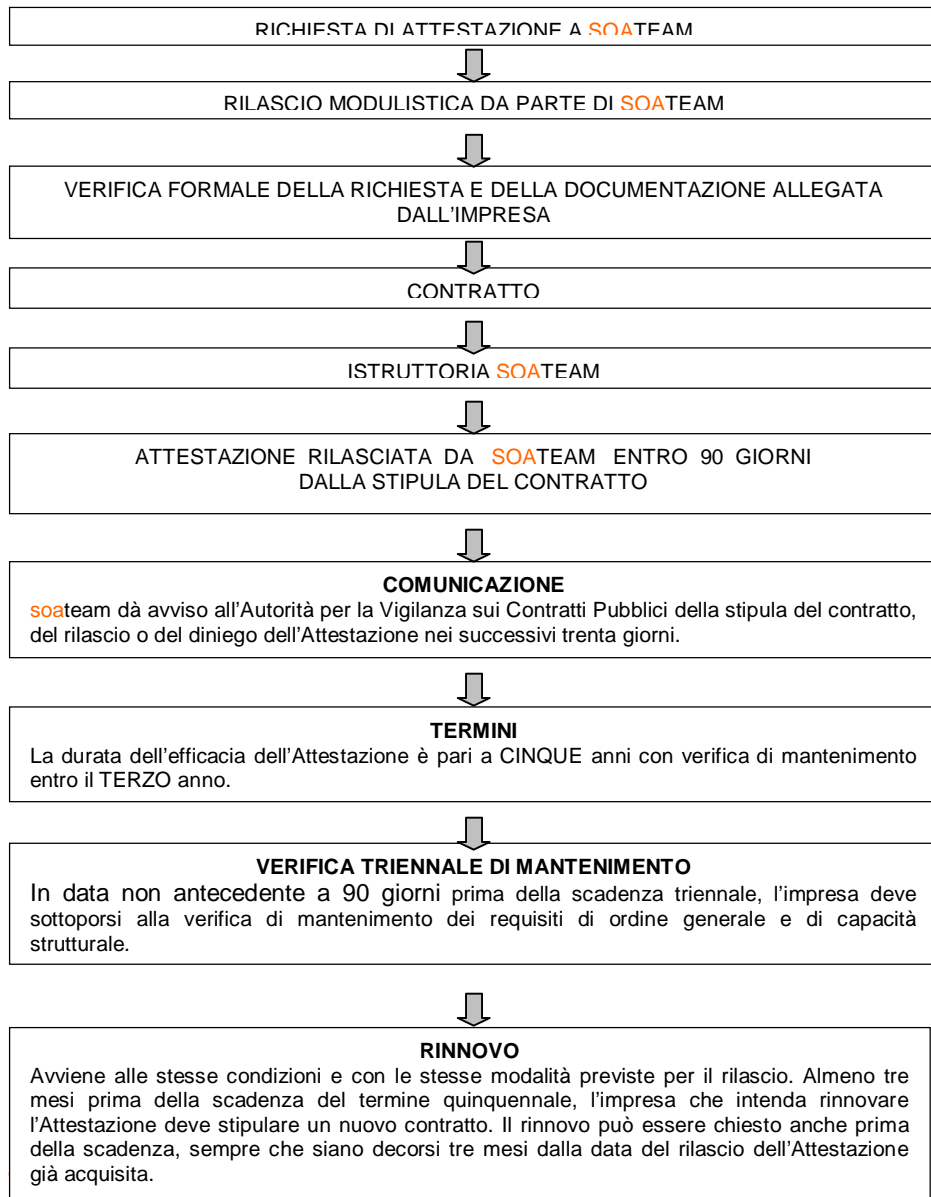 RICHIESTA DI ATTESTAZIONE A SOATEAM
RILASCIO MODULISTICA DA PARTE DI SOATEAM
VERIFICA FORMALE DELLA RICHIESTA E DELLA DOCUMENTAZIONE ALLEGATA
DALL'IMPRESA
CONTRATTO
ISTRUTTORIA SOATEAM
ATTESTAZIONE RILASCIATA DA SOATEAM ENTRO 90 GIORNI
DALLA STIPULA DEL CONTRATTO
COMUNICAZIONE
soateam dà avviso all'Autorità per la Vigilanza sui Contratti Pubblici della stipula del contratto,
del rilascio o del diniego dell'Attestazione nei successivi trenta giorni.
TERMINI
La durata dell'efficacia dell'Attestazione è pari a CINQUE anni con verifica di mantenimento
entro il TERZO anno.
VERIFICA TRIENNALE DI MANTENIMENTO
In data non antecedente a 90 giorni prima della scadenza triennale, l'impresa deve
sottoporsi alla verifica di mantenimento dei requisiti di ordine generale e di capacità
strutturale.
RINNOVO
Avviene alle stesse condizioni e con le stesse modalità previste per il rilascio. Almeno tre
mesi prima della scadenza del termine quinquennale, l'impresa che intenda rinnovare
l'Attestazione deve stipulare un nuovo contratto. Il rinnovo può essere chiesto anche prima
della scadenza, sempre che siano decorsi tre mesi dalla data del rilascio dell'Attestazione
già acquisita.